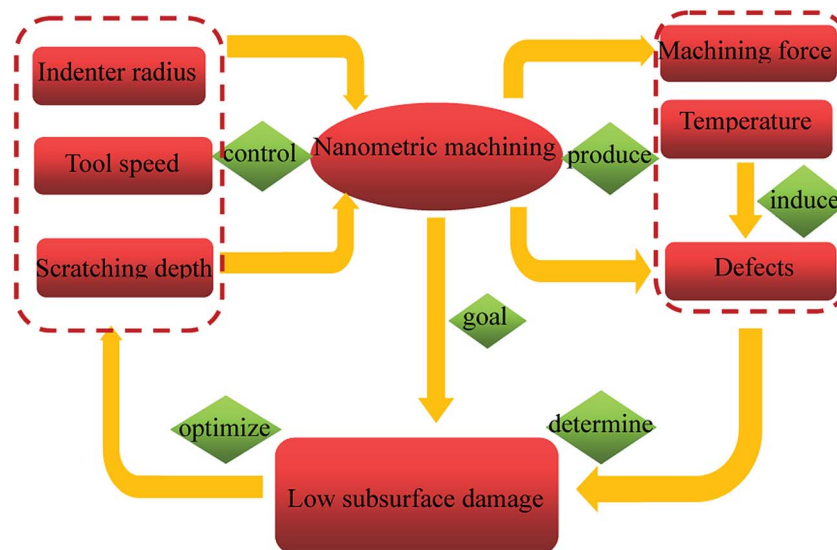 Indenter radius
Tool speed
Scratching depth
control
Nanometric machining
produce
Machining force
Temperature
induce
Defects
goal
optimize
determine
Low subsurface damage